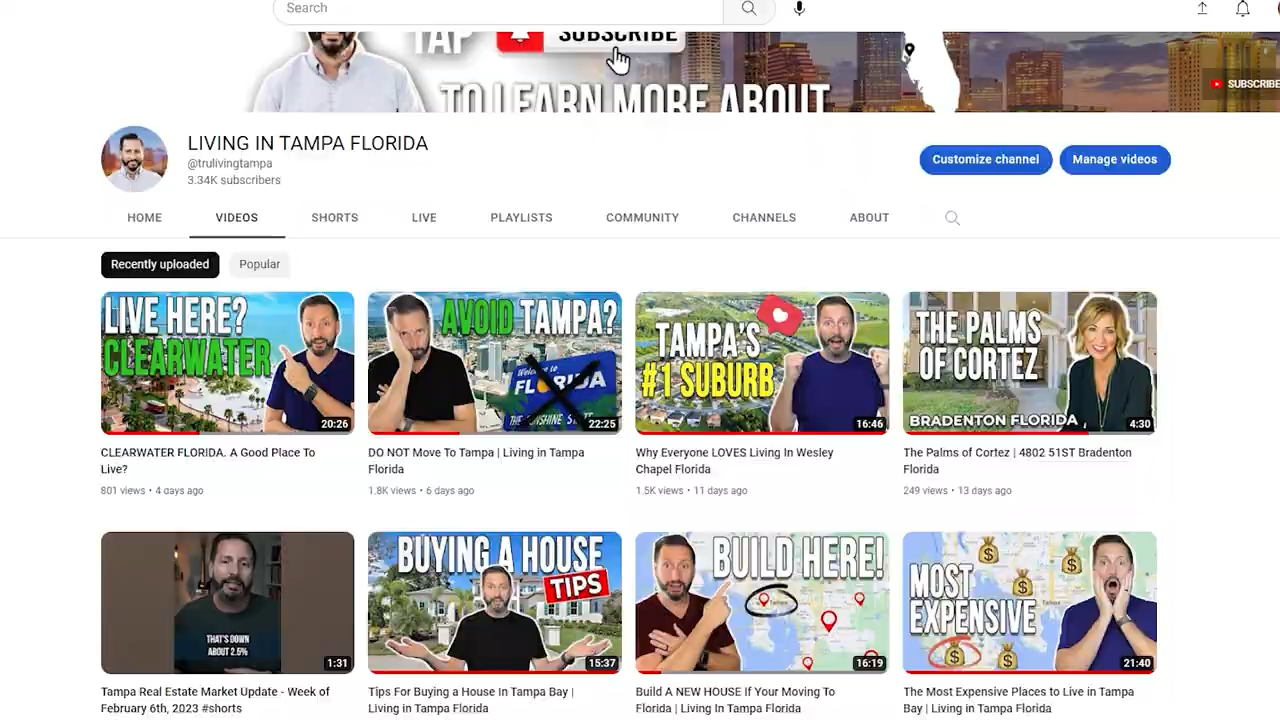 Search
TAP SUBSCRIBE
TO LEARN MORE ABOUT
SUBSCRIBE
LIVING IN TAMPA FLORIDA
@trulivingtampa
3.34K subscribers
Customize channel
Manage videos
HOME
VIDEOS
SHORTS
LIVE
PLAYLISTS
COMMUNITY
CHANNELS
ABOUT
Recently uploaded
Popular
LIVE HERE?
CLEARWATER
20:26
AVOID TAMPA?
Welcome to
FLORIDA
THE SUNSHINE ST
22:25
TAMPA'S
#1 SUBURB
16:46
THE PALMS
OF CORTEZ
BRADENTON FLORIDA
4:30
CLEARWATER FLORIDA. A Good Place To
Live?
801 views • 4 days ago
DO NOT Move To Tampa | Living in Tampa
Florida
1.8K views • 6 days ago
Why Everyone LOVES Living In Wesley
Chapel Florida
1.5K views • 11 days ago
The Palms of Cortez | 4802 51ST Bradenton
Florida
249 views • 13 days ago
THAT'S DOWN
ABOUT 2.5%
1:31
BUYING A HOUSE
TIPS
15:37
BUILD HERE!
16:19
MOST
EXPENSIVE
21:40
Tampa Real Estate Market Update - Week of
February 6th, 2023 #shorts
Tips For Buying a House In Tampa Bay |
Living in Tampa Florida
Build A NEW HOUSE If Your Moving To
Florida | Living In Tampa Florida
The Most Expensive Places to Live in Tampa
Bay | Living in Tampa Florida